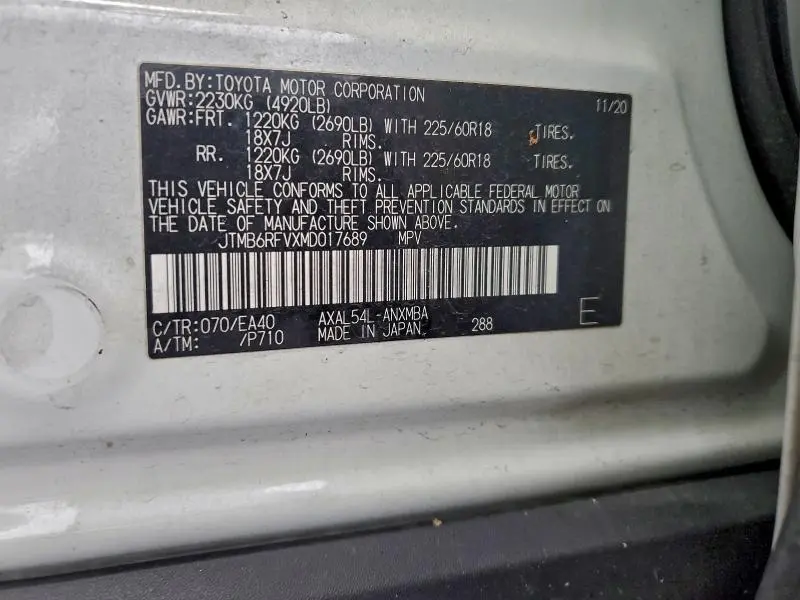 MFD.BY:TOYOTA MOTOR CORPORATION 11/20
GVWR:2230KG (4920LB)
GAWR:FRT. 1220KG (2690LB) WITH 225/60R18 TIRES.
18X7J RIMS.
RR. 1220KG (2690LB) WITH 225/60R18 TIRES.
18X7J RIMS.
THIS VEHICLE CONFORMS TO ALL APPLICABLE FEDERAL MOTOR
VEHICLE SAFETY AND THEFT PREVENTION STANDARDS IN EFFECT ON
THE DATE OF MANUFACTURE SHOWN ABOVE.
JTMB6RFVXMD017689 MPV
C/TR:070/EA40 AXAL54L-ANXMBA
A/TM: /P710 MADE IN JAPAN. 288 E